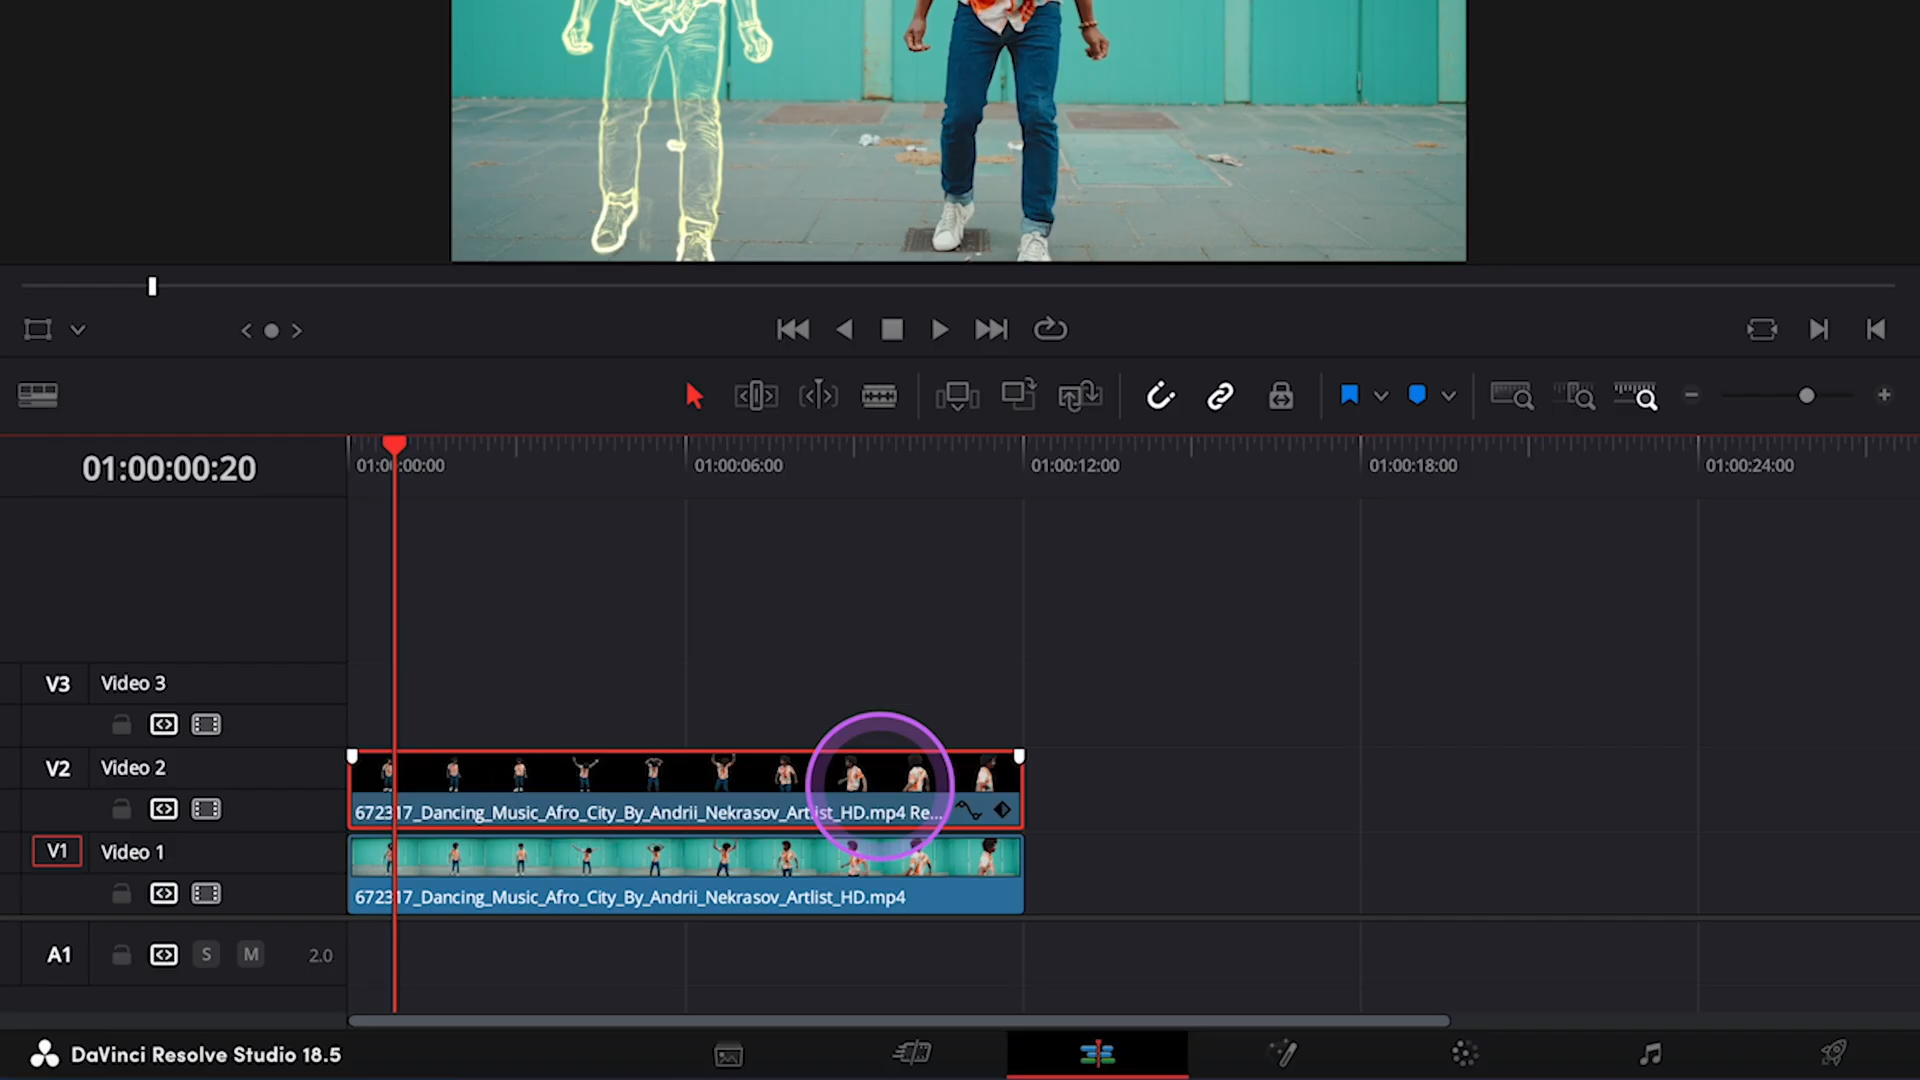 01:00:00:20
01:00:00:00
01:00:06:00
01:00:12:00
01:00:18:00
01:00:24:00
V3 Video 3
V2 Video 2
672317_Dancing_Music_Afro_City_By_Andrii_Nekrasov_Artlist_HD.mp4 Re...
V1 Video 1
672317_Dancing_Music_Afro_City_By_Andrii_Nekrasov_Artlist_HD.mp4
A1 S M 2.0
DaVinci Resolve Studio 18.5